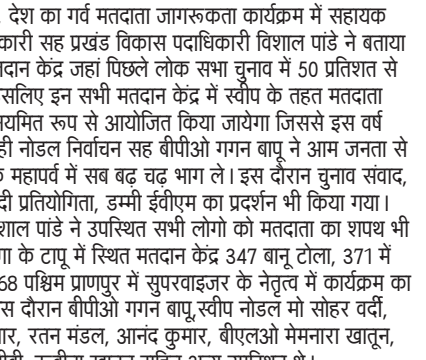 देश का गर्व मतदाता जागरूकता कार्यक्रम में सहायक
कारी सह प्रखंड विकास पदाधिकारी विशाल पांडे ने बताया
दान केंद्र जहां पिछले लोक सभा चुनाव में 50 प्रतिशत से
सलिए इन सभी मतदान केंद्र में स्वीप के तहत मतदाता
यमित रूप से आयोजित किया जायेगा जिससे इस वर्ष
ही नोडल निर्वाचन सह बीपीओ गगन बापू ने आम जनता से
महापर्व में सब बढ़ चढ़ भाग ले। इस दौरान चुनाव संवाद,
दी प्रतियोगिता, डम्मी ईवीएम का प्रदर्शन भी किया गया।
शाल पांडे ने उपस्थित सभी लोगो को मतदाता का शपथ भी
गा के टापू में स्थित मतदान केंद्र 347 बानू टोला, 371 में
68 पश्चिम प्राणपुर में सुपरवाइजर के नेतृत्व में कार्यक्रम का
स दौरान बीपीओ गगन बापू,स्वीप नोडल मो सोहर वर्दी,
ार, रतन मंडल, आनंद कुमार, बीएलओ मेमनारा खातून,